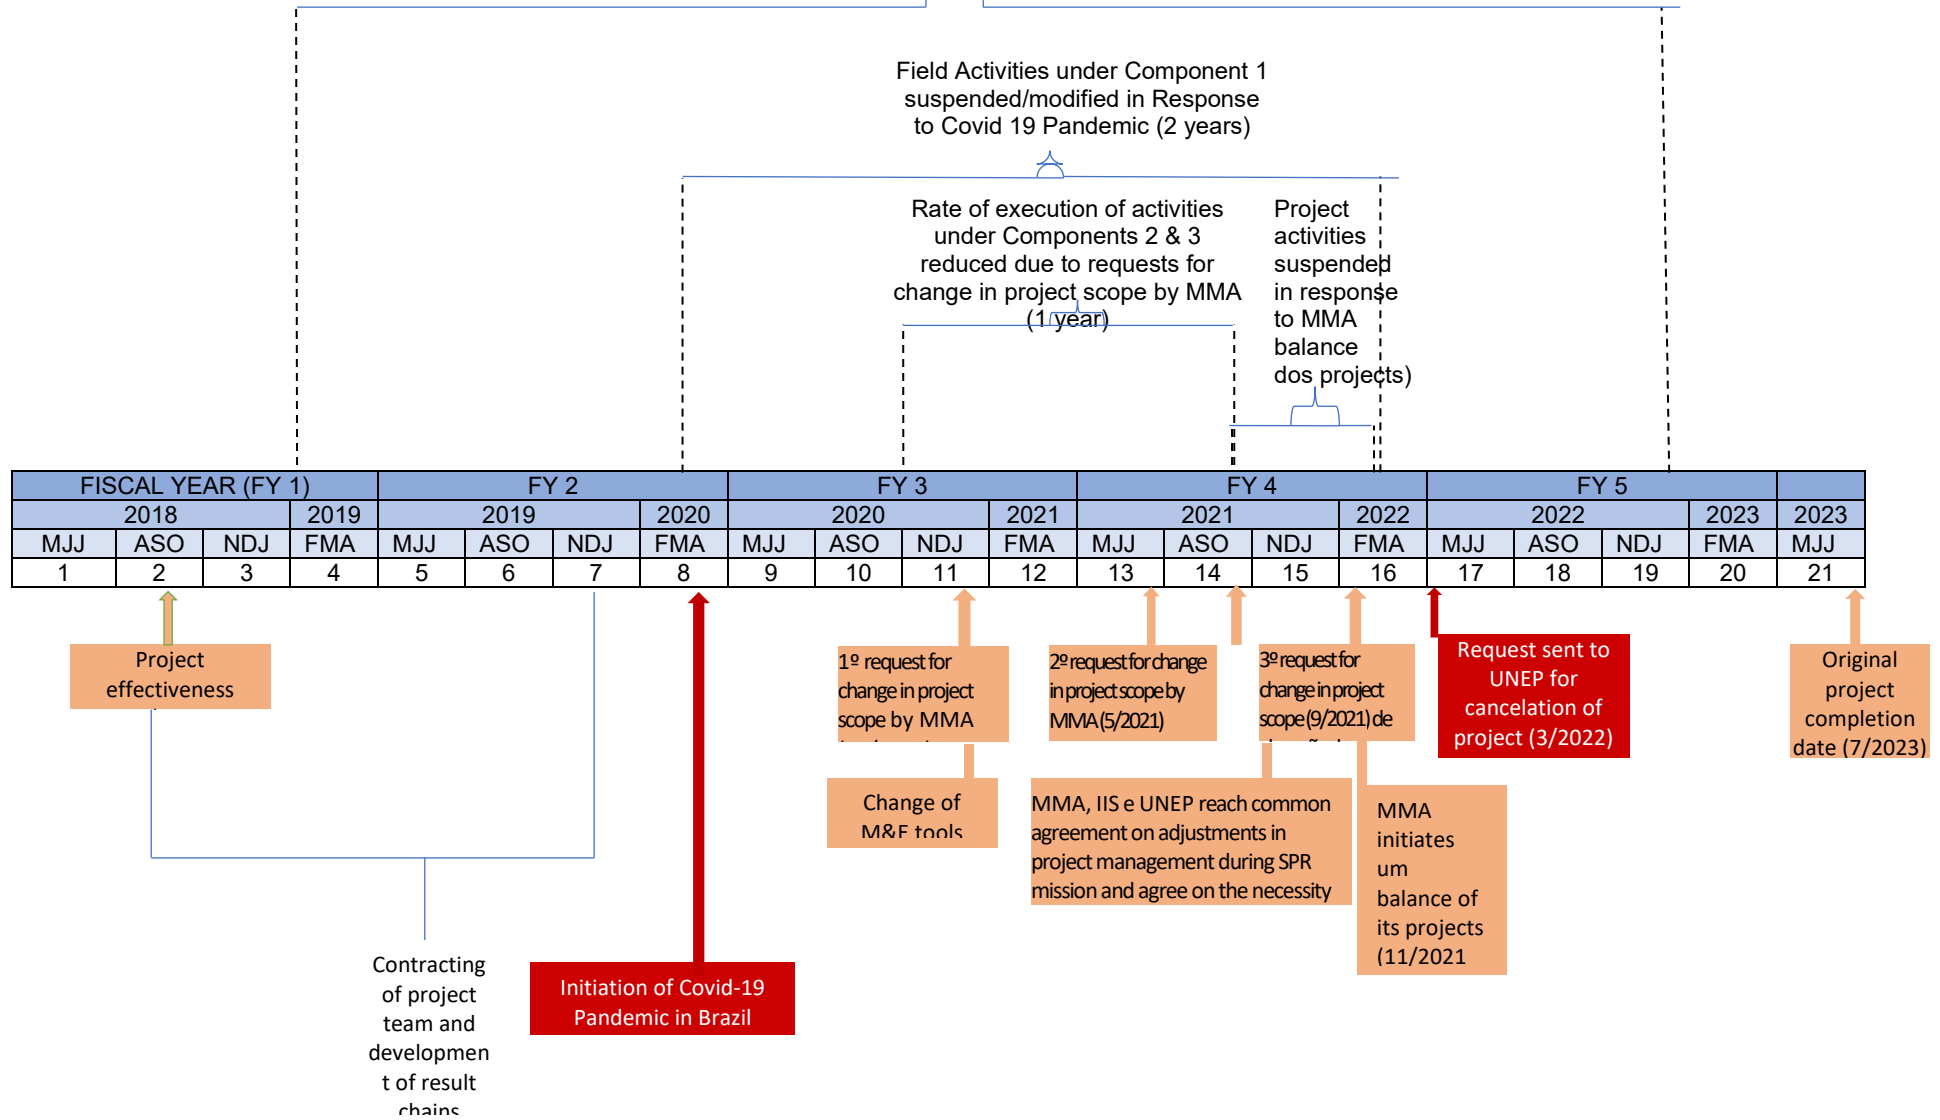 Field Activities under Component 1
suspended/modified in Response
to Covid 19 Pandemic (2 years)
Rate of execution of activities
under Components 2 & 3
reduced due to requests for
change in project scope by MMA
(1 year)
Project
activities
suspended
in response
to MMA
balance
dos projects)
FISCAL YEAR (FY 1) FY 2 FY 3 FY 4 FY 5
2018 2019 2019 2020 2020 2021 2021 2022 2022 2023 2023
MJJ ASO NDJ FMA MJJ ASO NDJ FMA MJJ ASO NDJ FMA MJJ ASO NDJ FMA MJJ ASO NDJ FMA MJJ
1 2 3 4 5 6 7 8 9 10 11 12 13 14 15 16 17 18 19 20 21
Project
effectiveness
1º request for
change in project
scope by MMA
2º request for change
in project scope by
MMA (5/2021)
3º request for
change in project
scope (9/2021) de
Request sent to
UNEP for
cancelation of
project (3/2022)
Original
project
completion
date (7/2023)
Change of
M&E tools
MMA, IIS e UNEP reach common
agreement on adjustments in
project management during SPR
mission and agree on the necessity
MMA
initiates
um
balance of
its projects
(11/2021
Contracting
of project
team and
developmen
t of result
chains
Initiation of Covid-19
Pandemic in Brazil